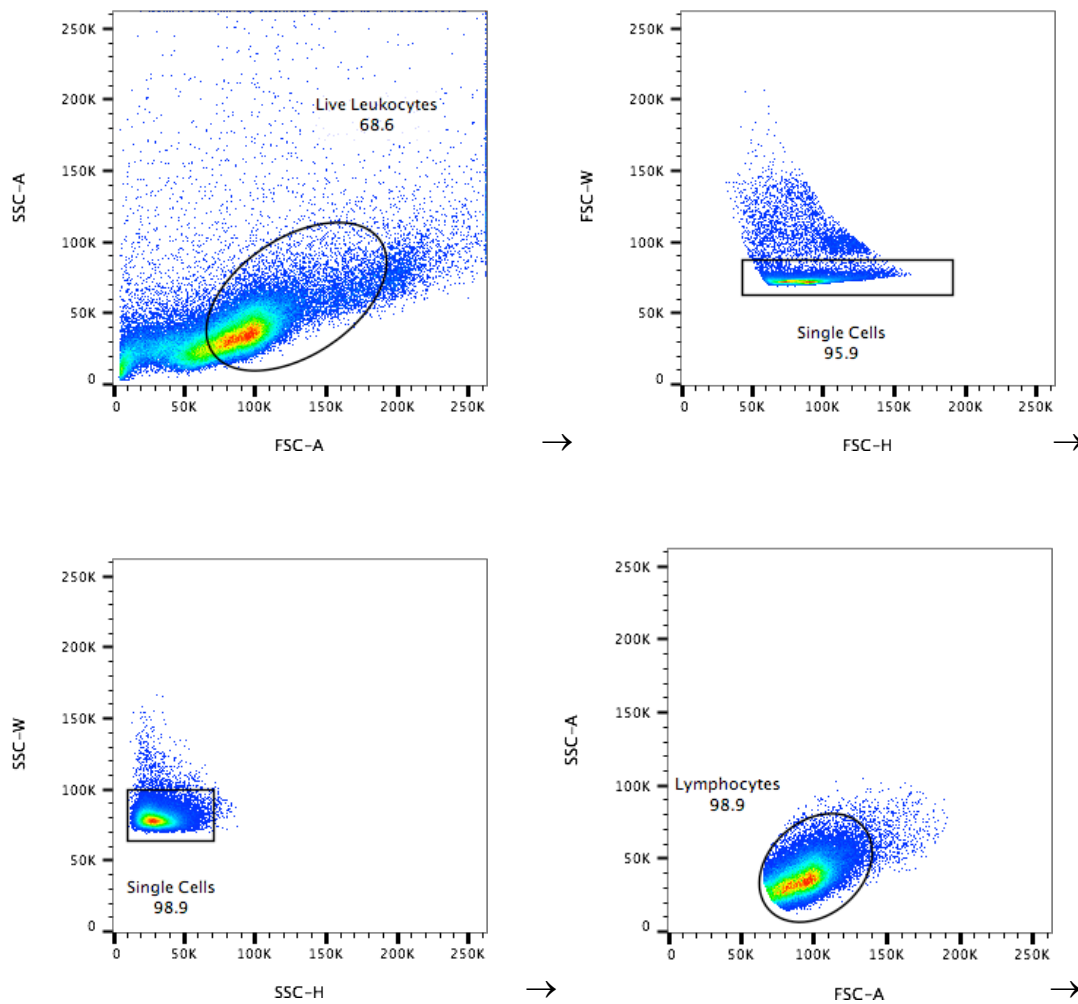 250K
200K
150K
100K
50K
0
SSC-A
Live Leukocytes
68.6
0 50K 100K 150K 200K 250K
FSC-A
→
250K
200K
150K
100K
50K
0
FSC-W
Single Cells
95.9
0 50K 100K 150K 200K 250K
FSC-H
→
250K
200K
150K
100K
50K
0
SSC-W
Single Cells
98.9
0 50K 100K 150K 200K 250K
SSC-H
→
250K
200K
150K
100K
50K
0
SSC-A
Lymphocytes
98.9
0 50K 100K 150K 200K 250K
FSC-A
→